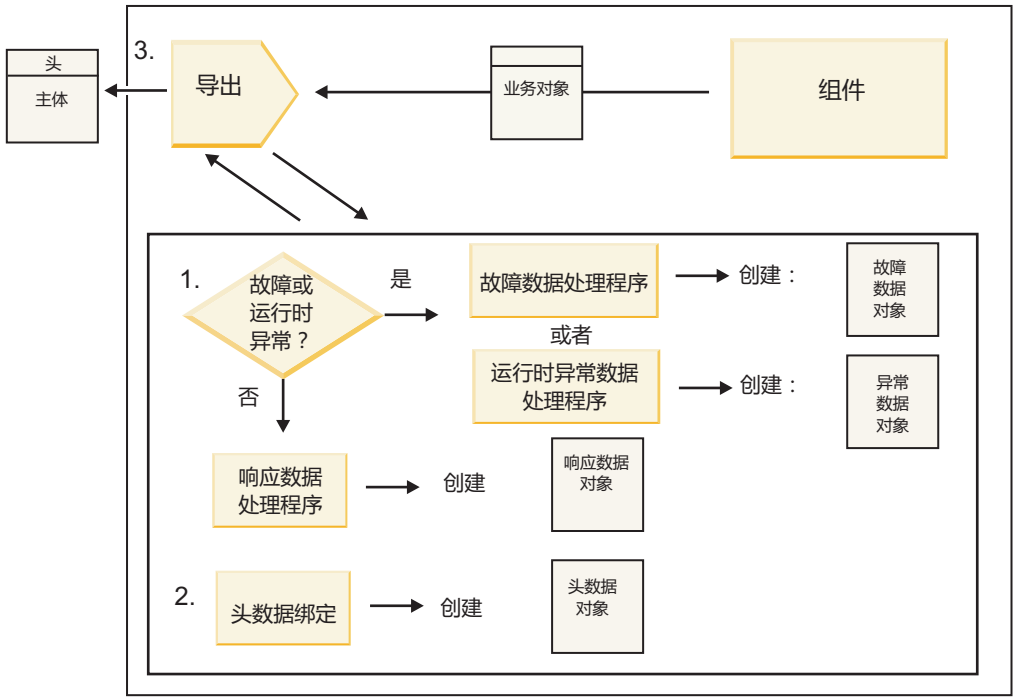 头
主体
3.
导出
业务对象
组件
1.
故障或
运行时
异常？
是
故障数据处理程序
创建：
故障
数据
对象
或者
运行时异常数据
处理程序
创建：
异常
数据
对象
否
响应数据
处理程序
创建
响应数据
对象
2.
头数据绑定
创建
头数据
对象